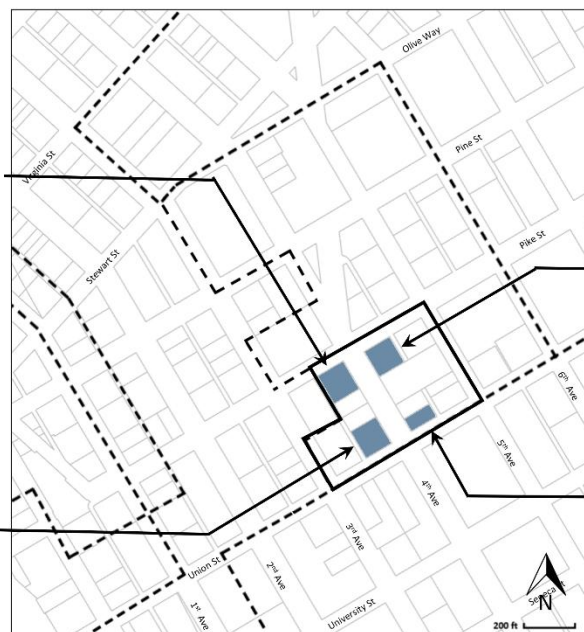 Olive Way
Virginia St
Pine St
Stewart St
Pike St
6th Ave
5th Ave
4th Ave
3rd Ave
Union St
2nd Ave
1st Ave
University St
N
200 ft